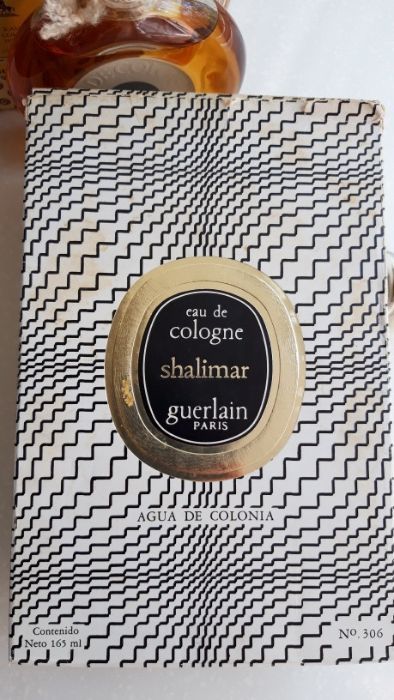 eau de
cologne
shalimar
guerlain
PARIS
AGUA DE COLONIA
Contenido
Neto 165 ml
Nº. 306